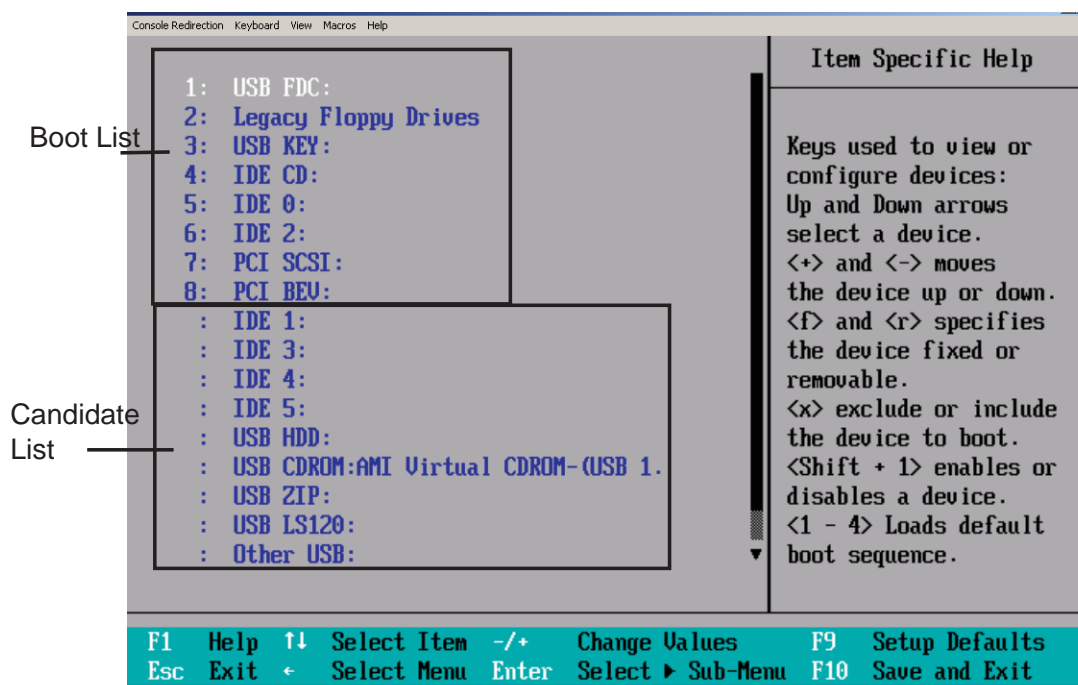 Console Redirection Keyboard View Macros Help
Boot List
1: USB FDC:
2: Legacy Floppy Drives
3: USB KEY:
4: IDE CD:
5: IDE 0:
6: IDE 2:
7: PCI SCSI:
8: PCI BEV:
Candidate
List
: IDE 1:
: IDE 3:
: IDE 4:
: IDE 5:
: USB HDD:
: USB CDROM:AMI Virtual CDROM-(USB 1.
: USB ZIP:
: USB LS120:
: Other USB:
Item Specific Help
Keys used to view or
configure devices:
Up and Down arrows
select a device.
<+> and <-> moves
the device up or down.
<f> and <r> specifies
the device fixed or
removable.
<x> exclude or include
the device to boot.
<Shift + 1> enables or
disables a device.
<1 - 4> Loads default
boot sequence.
F1 Help ↑↓ Select Item -/+ Change Values F9 Setup Defaults
Esc Exit ← Select Menu Enter Select ▶ Sub-Menu F10 Save and Exit